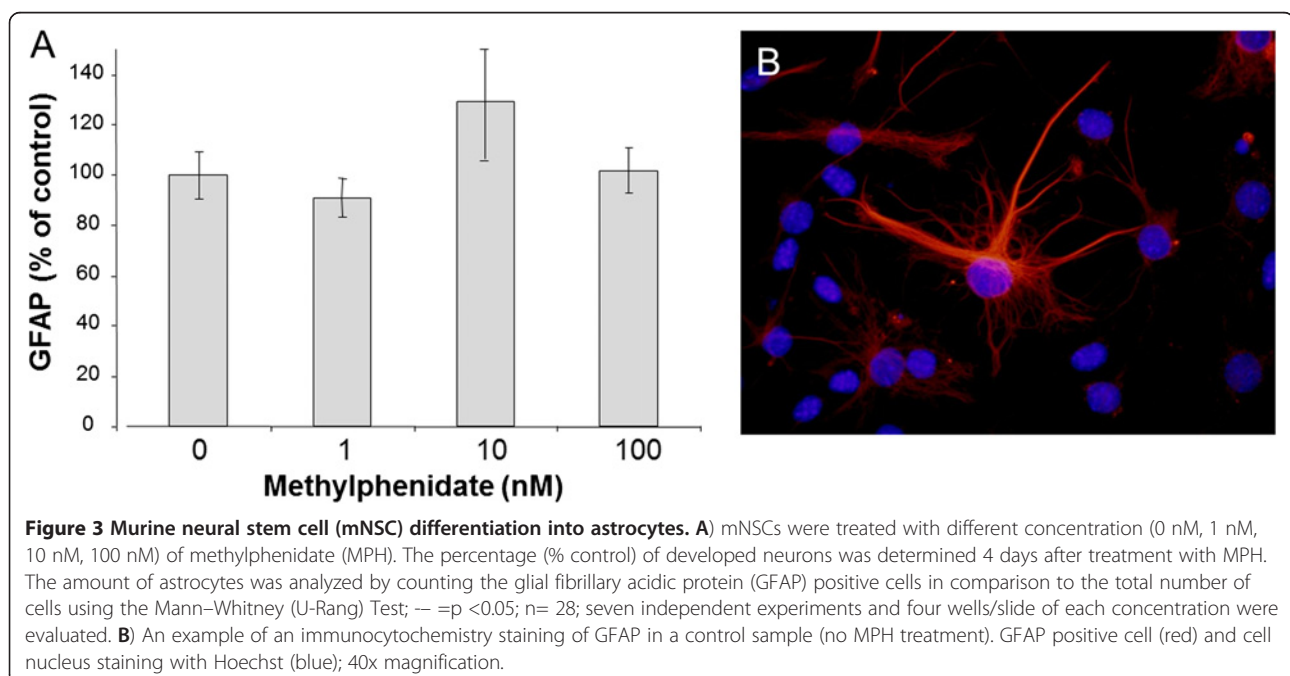 A
B
140
120
100
80
60
40
20
0
GFAP (% of control)
0 1 10 100
Methylphenidate (nM)
Figure 3 Murine neural stem cell (mNSC) differentiation into astrocytes. A) mNSCs were treated with different concentration (0 nM, 1 nM,
10 nM, 100 nM) of methylphenidate (MPH). The percentage (% control) of developed neurons was determined 4 days after treatment with MPH.
The amount of astrocytes was analyzed by counting the glial fibrillary acidic protein (GFAP) positive cells in comparison to the total number of
cells using the Mann–Whitney (U-Rang) Test; -– =p <0.05; n= 28; seven independent experiments and four wells/slide of each concentration were
evaluated. B) An example of an immunocytochemistry staining of GFAP in a control sample (no MPH treatment). GFAP positive cell (red) and cell
nucleus staining with Hoechst (blue); 40x magnification.